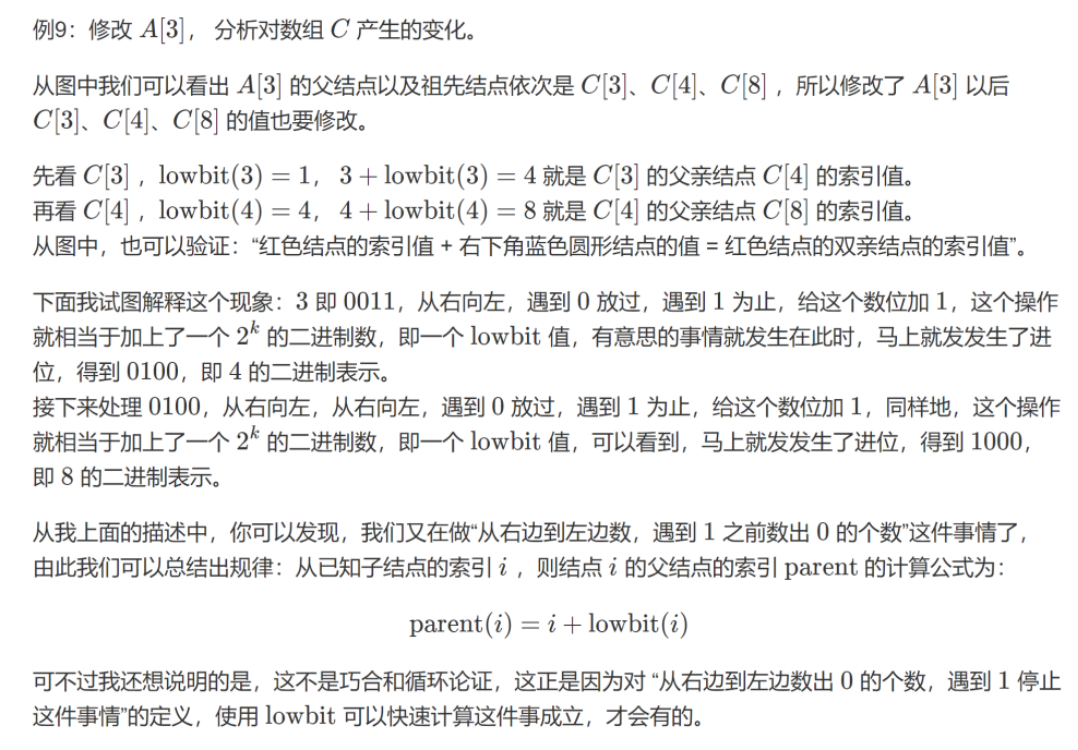 例9：修改 A[3]， 分析对数组 C 产生的变化。
从图中我们可以看出 A[3] 的父结点以及祖先结点依次是 C[3]、C[4]、C[8] ，所以修改了 A[3] 以后
C[3]、C[4]、C[8] 的值也要修改。
先看 C[3] ，lowbit(3) = 1， 3 + lowbit(3) = 4 就是 C[3] 的父亲结点 C[4] 的索引值。
再看 C[4] ，lowbit(4) = 4， 4 + lowbit(4) = 8 就是 C[4] 的父亲结点 C[8] 的索引值。
从图中，也可以验证：“红色结点的索引值 + 右下角蓝色圆形结点的值 = 红色结点的双亲结点的索引值”。
下面我试图解释这个现象：3 即 0011，从右向左，遇到 0 放过，遇到 1 为止，给这个数位加 1，这个操作
就相当于加上了一个 2^k 的二进制数，即一个 lowbit 值，有意思的事情就发生在此时，马上就发发生了进
位，得到 0100，即 4 的二进制表示。
接下来处理 0100，从右向左，从右向左，遇到 0 放过，遇到 1 为止，给这个数位加 1，同样地，这个操作
就相当于加上了一个 2^k 的二进制数，即一个 lowbit 值，可以看到，马上就发发生了进位，得到 1000，
即 8 的二进制表示。
从我上面的描述中，你可以发现，我们又在做“从右边到左边数，遇到 1 之前数出 0 的个数”这件事情了，
由此我们可以总结出规律：从已知子结点的索引 i ，则结点 i 的父结点的索引 parent 的计算公式为：
parent(i) = i + lowbit(i)
可不过我还想说明的是，这不是巧合和循环论证，这正是因为对 “从右边到左边数出 0 的个数，遇到 1 停止
这件事情”的定义，使用 lowbit 可以快速计算这件事成立，才会有的。